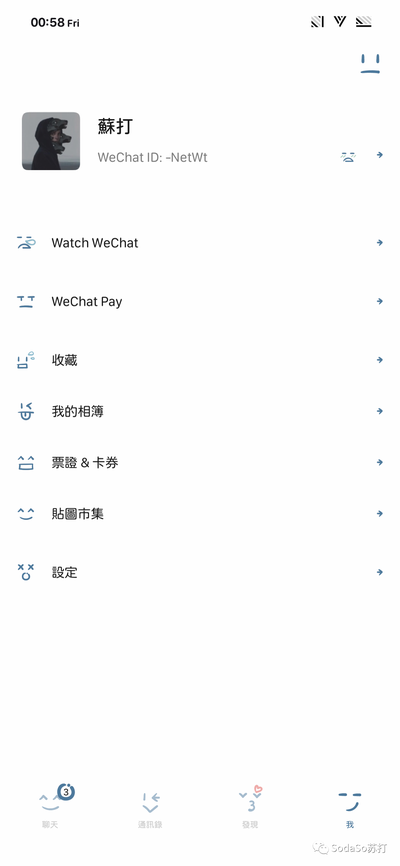 00:58 Fri
蘇打
WeChat ID: -NetWt
Watch WeChat
WeChat Pay
收藏
我的相簿
票證 & 卡券
貼圖市集
設定
3
聊天
通訊錄
發現
我
SodaSo苏打